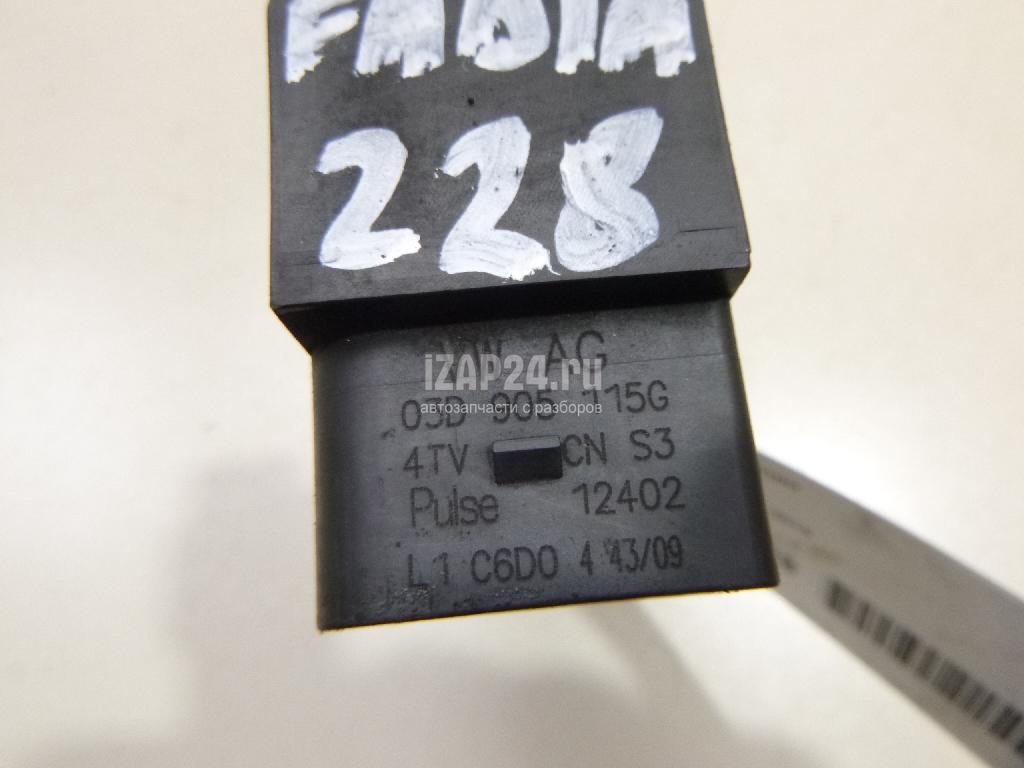 FABIA
228
VW AG
iZAP24.ru
03D 905 115G
автозапчасти с разборов
4TV CN S3
Pulse 12402
L1 C6D0 4 43/09